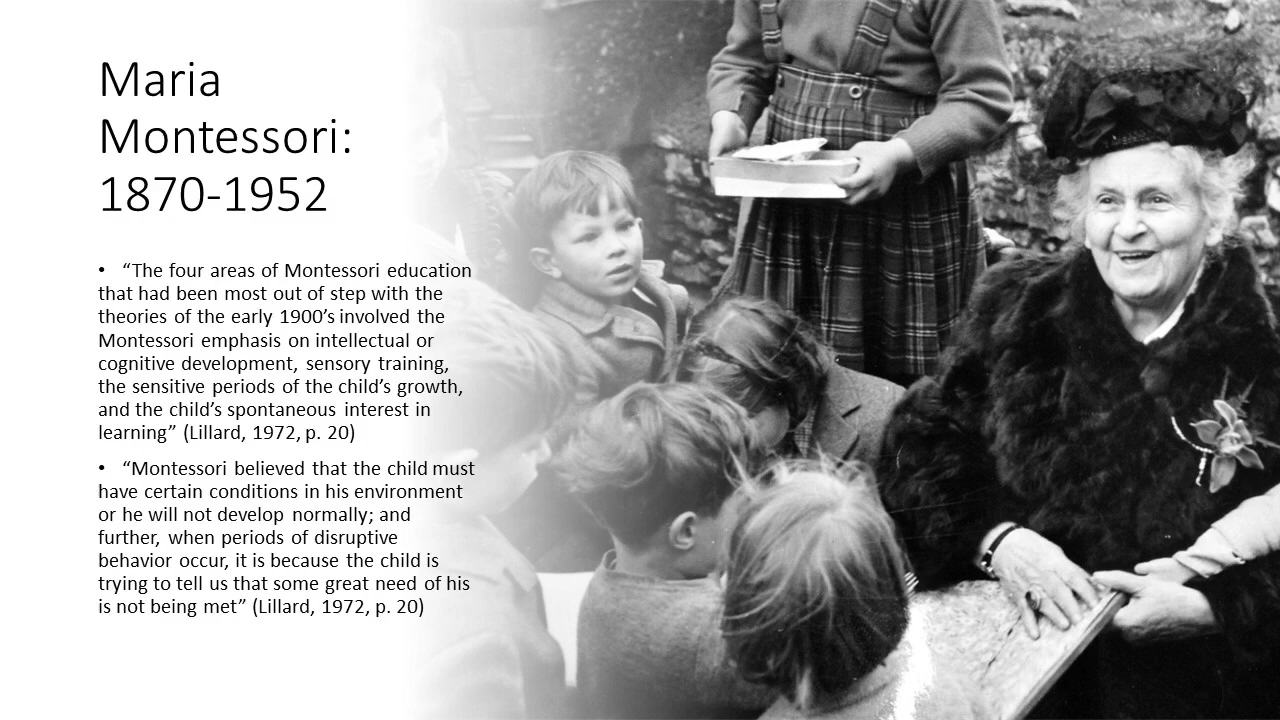 Maria
Montessori:
1870-1952
• “The four areas of Montessori education
that had been most out of step with the
theories of the early 1900’s involved the
Montessori emphasis on intellectual or
cognitive development, sensory training,
the sensitive periods of the child’s growth,
and the child’s spontaneous interest in
learning” (Lillard, 1972, p. 20)
• “Montessori believed that the child must
have certain conditions in his environment
or he will not develop normally; and
further, when periods of disruptive
behavior occur, it is because the child is
trying to tell us that some great need of his
is not being met” (Lillard, 1972, p. 20)